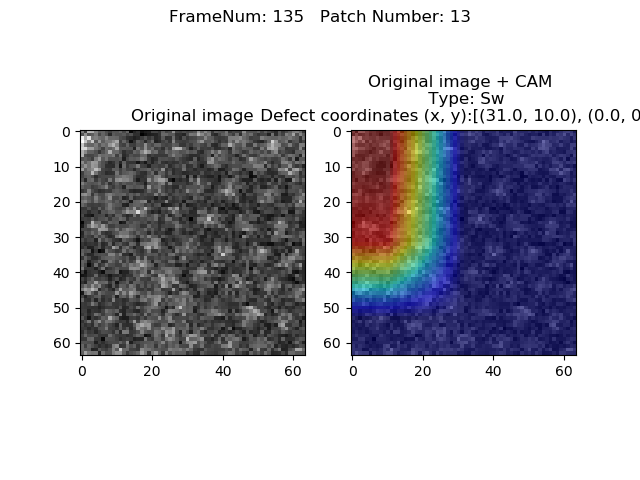 FrameNum: 135   Patch Number: 13
Original image
0
10
20
30
40
50
60
0 20 40 60
Original image + CAM
Type: Sw
Defect coordinates (x, y):[(31.0, 10.0), (0.0, 0
0
10
20
30
40
50
60
0 20 40 60